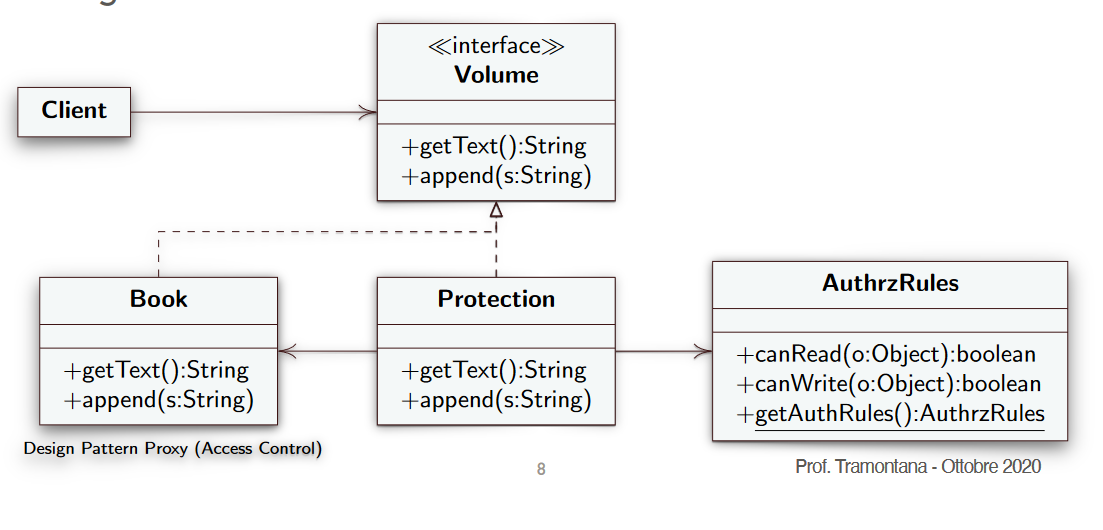 ≪interface≫
Volume
Client
+getText():String
+append(s:String)
Book
+getText():String
+append(s:String)
Protection
+getText():String
+append(s:String)
AuthrzRules
+canRead(o:Object):boolean
+canWrite(o:Object):boolean
+getAuthRules():AuthrzRules
Design Pattern Proxy (Access Control)
8
Prof. Tramontana - Ottobre 2020